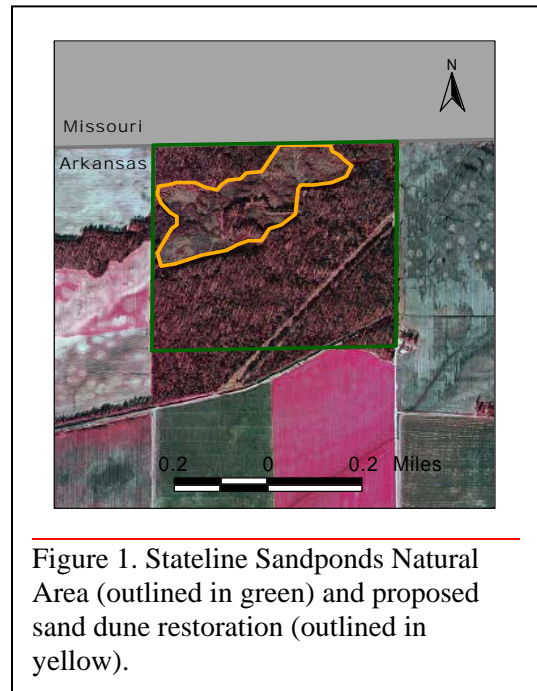 N
Missouri
Arkansas
0.2 0 0.2 Miles
Figure 1. Stateline Sandponds Natural
Area (outlined in green) and proposed
sand dune restoration (outlined in
yellow).